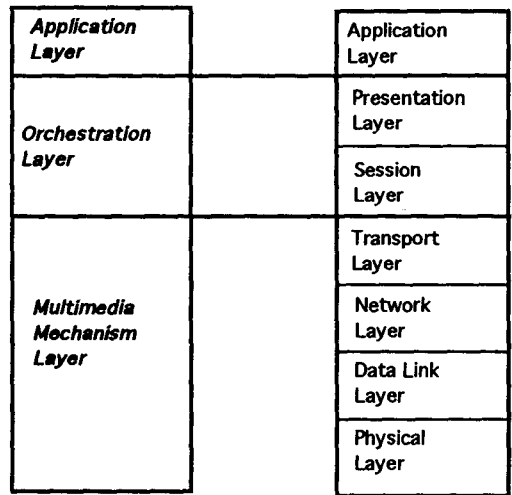 Application
Layer
Orchestration
Layer
Multimedia
Mechanism
Layer
Application
Layer
Presentation
Layer
Session
Layer
Transport
Layer
Network
Layer
Data Link
Layer
Physical
Layer